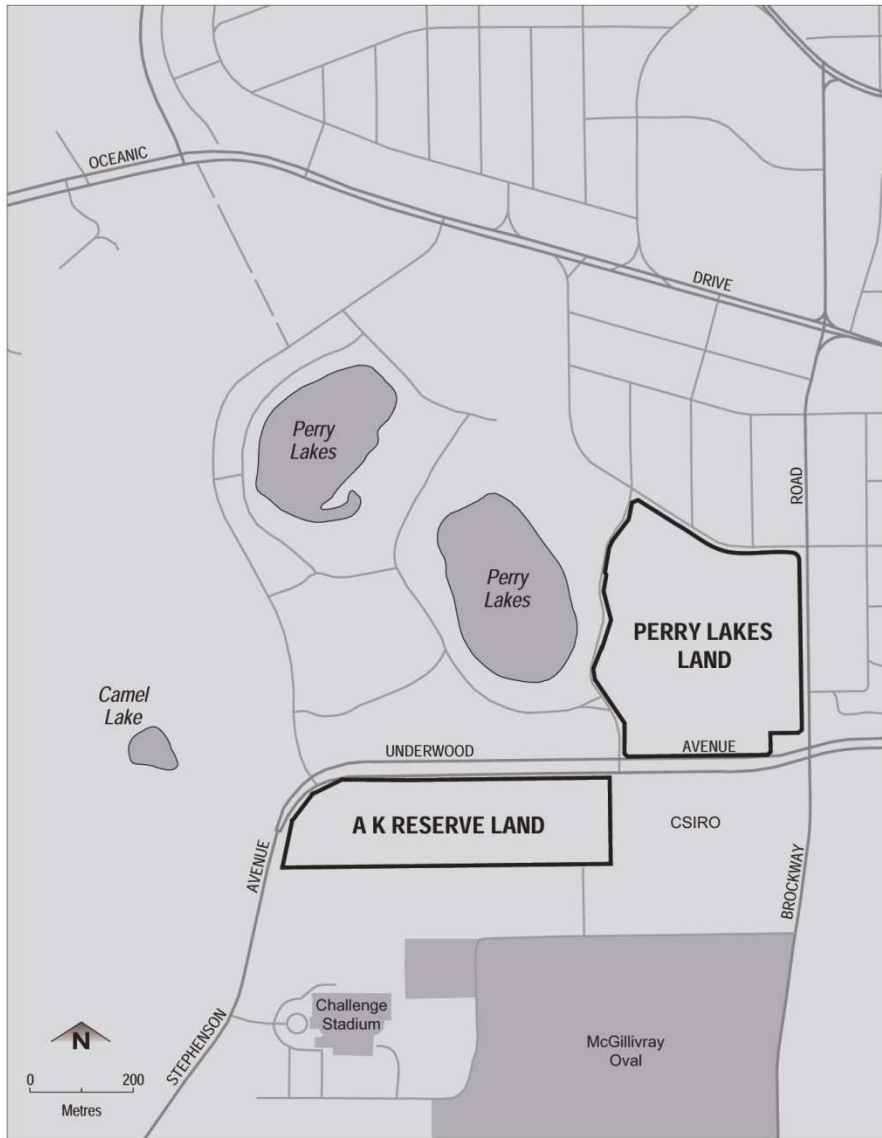 OCEANIC
DRIVE
Perry
Lakes
ROAD
Perry
Lakes
PERRY LAKES
LAND
Camel
Lake
UNDERWOOD
AVENUE
A K RESERVE LAND
CSIRO
AVENUE
BROCKWAY
STEPHENSON
Challenge
Stadium
McGillivray
Oval
N
0 200
Metres